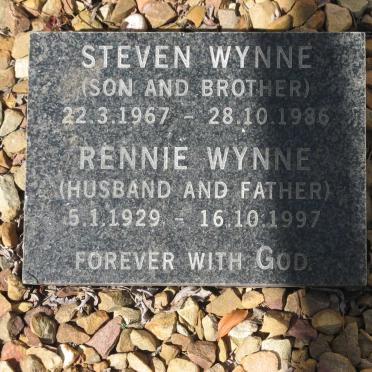 STEVEN WYNNE
(SON AND BROTHER)
22.3.1967 - 28.10.1986
RENNIE WYNNE
(HUSBAND AND FATHER)
5.1.1929 - 16.10.1997
FOREVER WITH GOD.